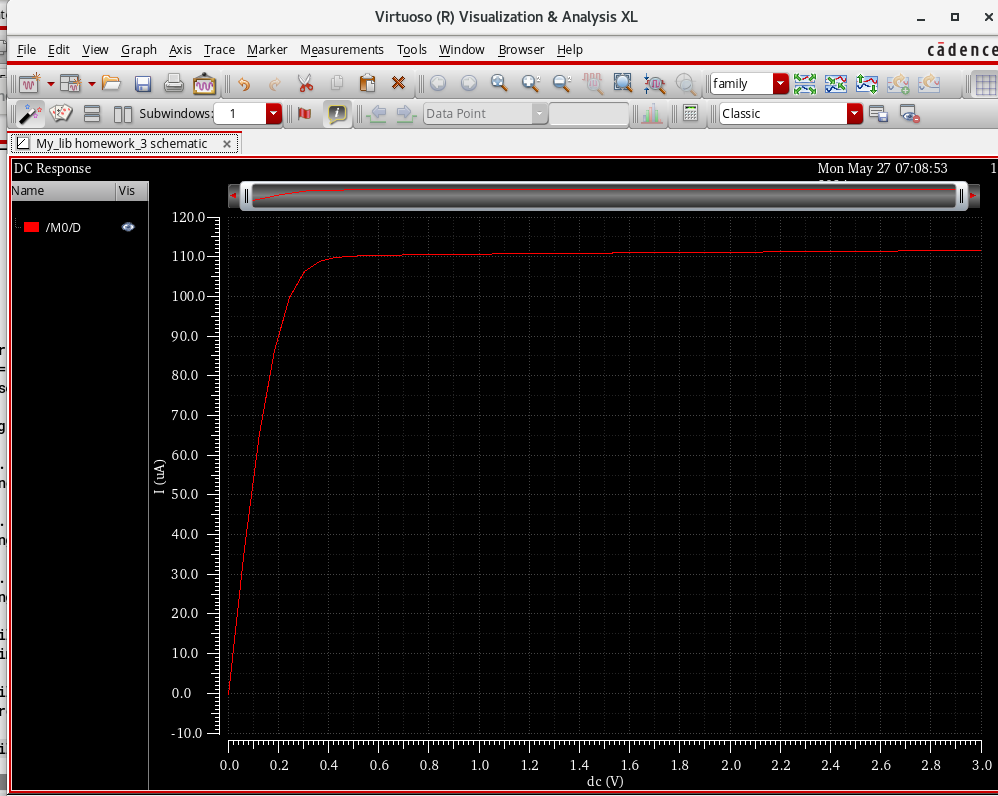 Virtuoso (R) Visualization & Analysis XL
File Edit View Graph Axis Trace Marker Measurements Tools Window Browser Help
cādence
family
Subwindows: 1
Data Point
Classic
My_lib homework_3 schematic
DC Response
Mon May 27 07:08:53
1
Name Vis
/M0/D
120.0
110.0
100.0
90.0
80.0
70.0
60.0
50.0
40.0
30.0
20.0
10.0
0.0
-10.0
I (uA)
0.0 0.2 0.4 0.6 0.8 1.0 1.2 1.4 1.6 1.8 2.0 2.2 2.4 2.6 2.8 3.0
dc (V)